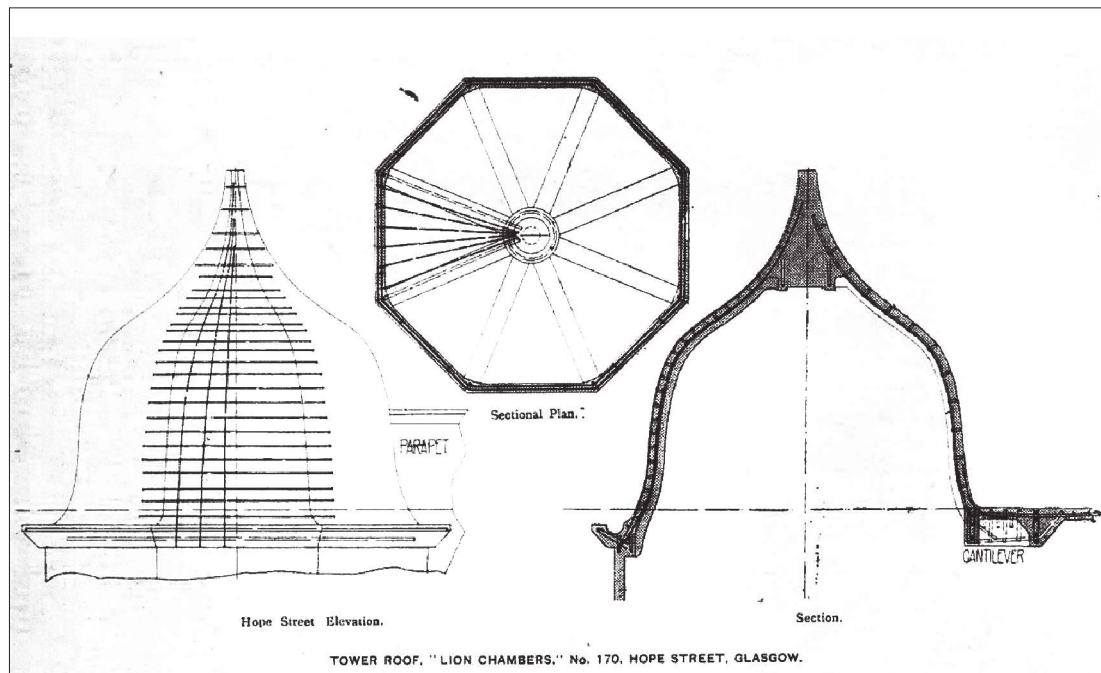 Sectional Plan.
PARAPET
CANTILEVER
Hope Street Elevation.
Section.
TOWER ROOF, "LION CHAMBERS," No. 170, HOPE STREET, GLASGOW.